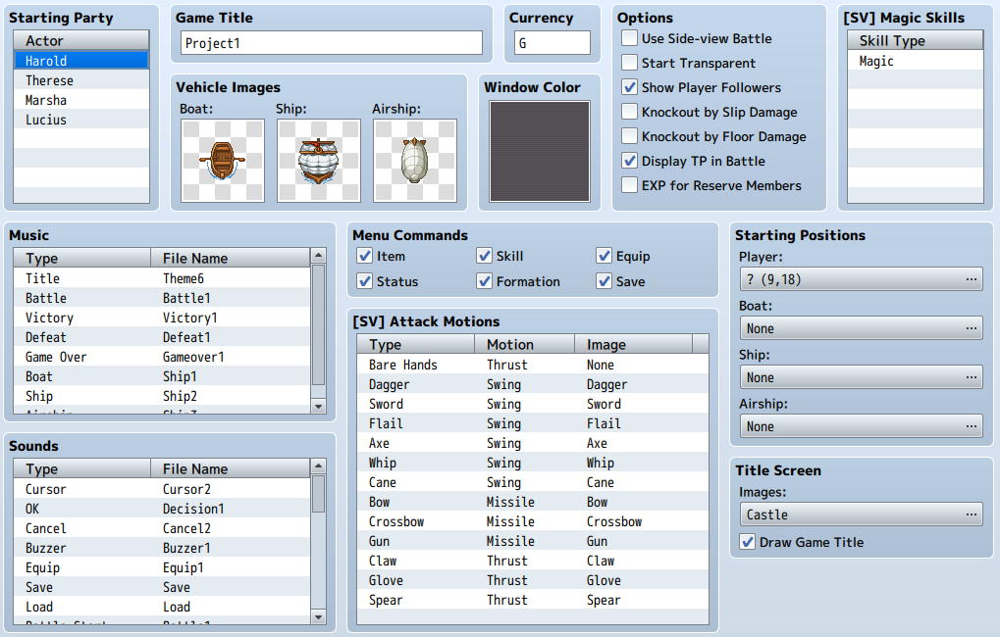 Starting Party
Actor
Harold
Therese
Marsha
Lucius
Game Title
Project1
Currency
G
Vehicle Images
Boat:
Ship:
Airship:
Window Color
Options
Use Side-view Battle
Start Transparent
Show Player Followers
Knockout by Slip Damage
Knockout by Floor Damage
Display TP in Battle
EXP for Reserve Members
[SV] Magic Skills
Skill Type
Magic
Music
Type File Name
Title Theme6
Battle Battle1
Victory Victory1
Defeat Defeat1
Game Over Gameover1
Boat Ship1
Ship Ship2
Airship Ship3
Sounds
Type File Name
Cursor Cursor2
OK Decision1
Cancel Cancel2
Buzzer Buzzer1
Equip Equip1
Save Save
Load Load
Battle Start Battle1
Menu Commands
Item Skill Equip
Status Formation Save
[SV] Attack Motions
Type Motion Image
Bare Hands Thrust None
Dagger Swing Dagger
Sword Swing Sword
Flail Swing Flail
Axe Swing Axe
Whip Swing Whip
Cane Swing Cane
Bow Missile Bow
Crossbow Missile Crossbow
Gun Missile Gun
Claw Thrust Claw
Glove Thrust Glove
Spear Thrust Spear
Starting Positions
Player:
? (9,18) ...
Boat:
None ...
Ship:
None ...
Airship:
None ...
Title Screen
Images:
Castle ...
Draw Game Title